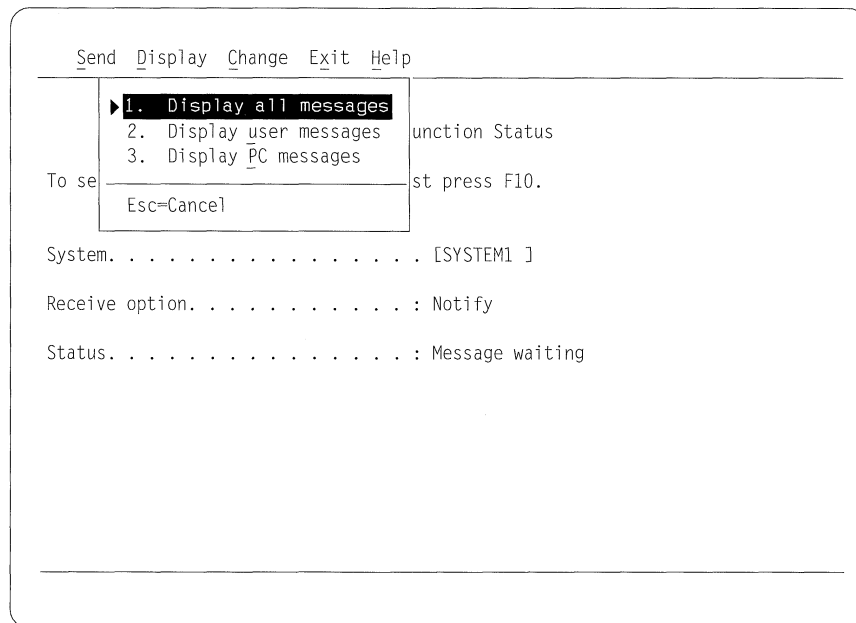 Send Display Change Exit Help
1. Display all messages
2. Display user messages
unction Status
3. Display PC messages
To se
st press F10.
Esc=Cancel
System. . . . . . . . . . . . . . . . [SYSTEM1 ]
Receive option. . . . . . . . . . . : Notify
Status. . . . . . . . . . . . . . . : Message waiting